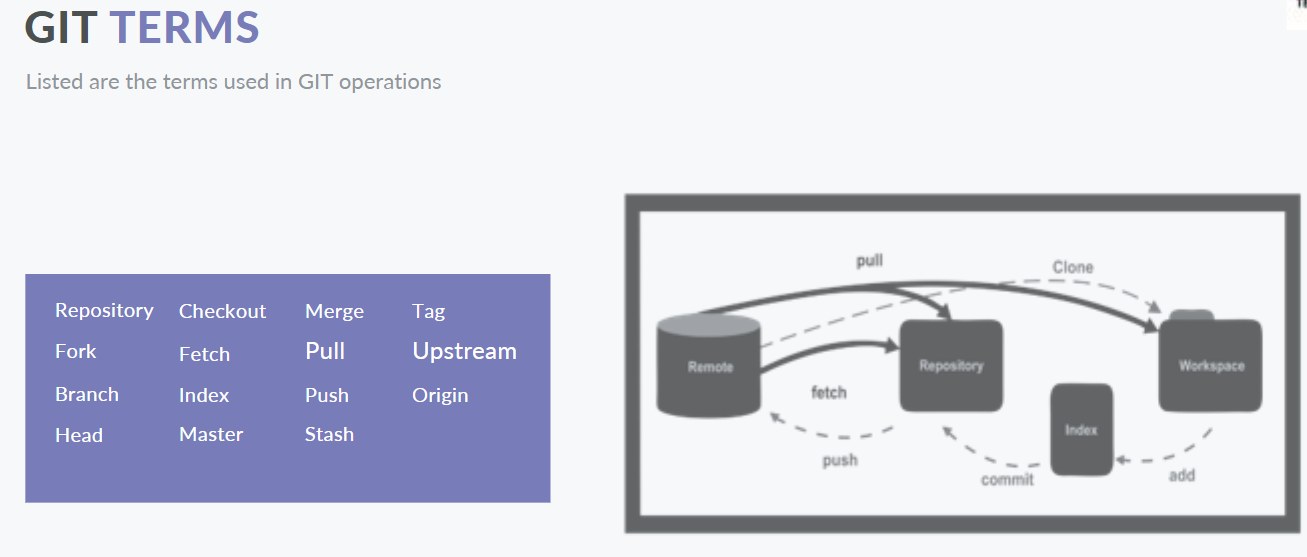 GIT TERMS
Listed are the terms used in GIT operations
Repository Checkout Merge Tag
Fork Fetch Pull Upstream
Branch Index Push Origin
Head Master Stash
pull
Clone
Remote
Repository
Workspace
fetch
Index
push
commit
add